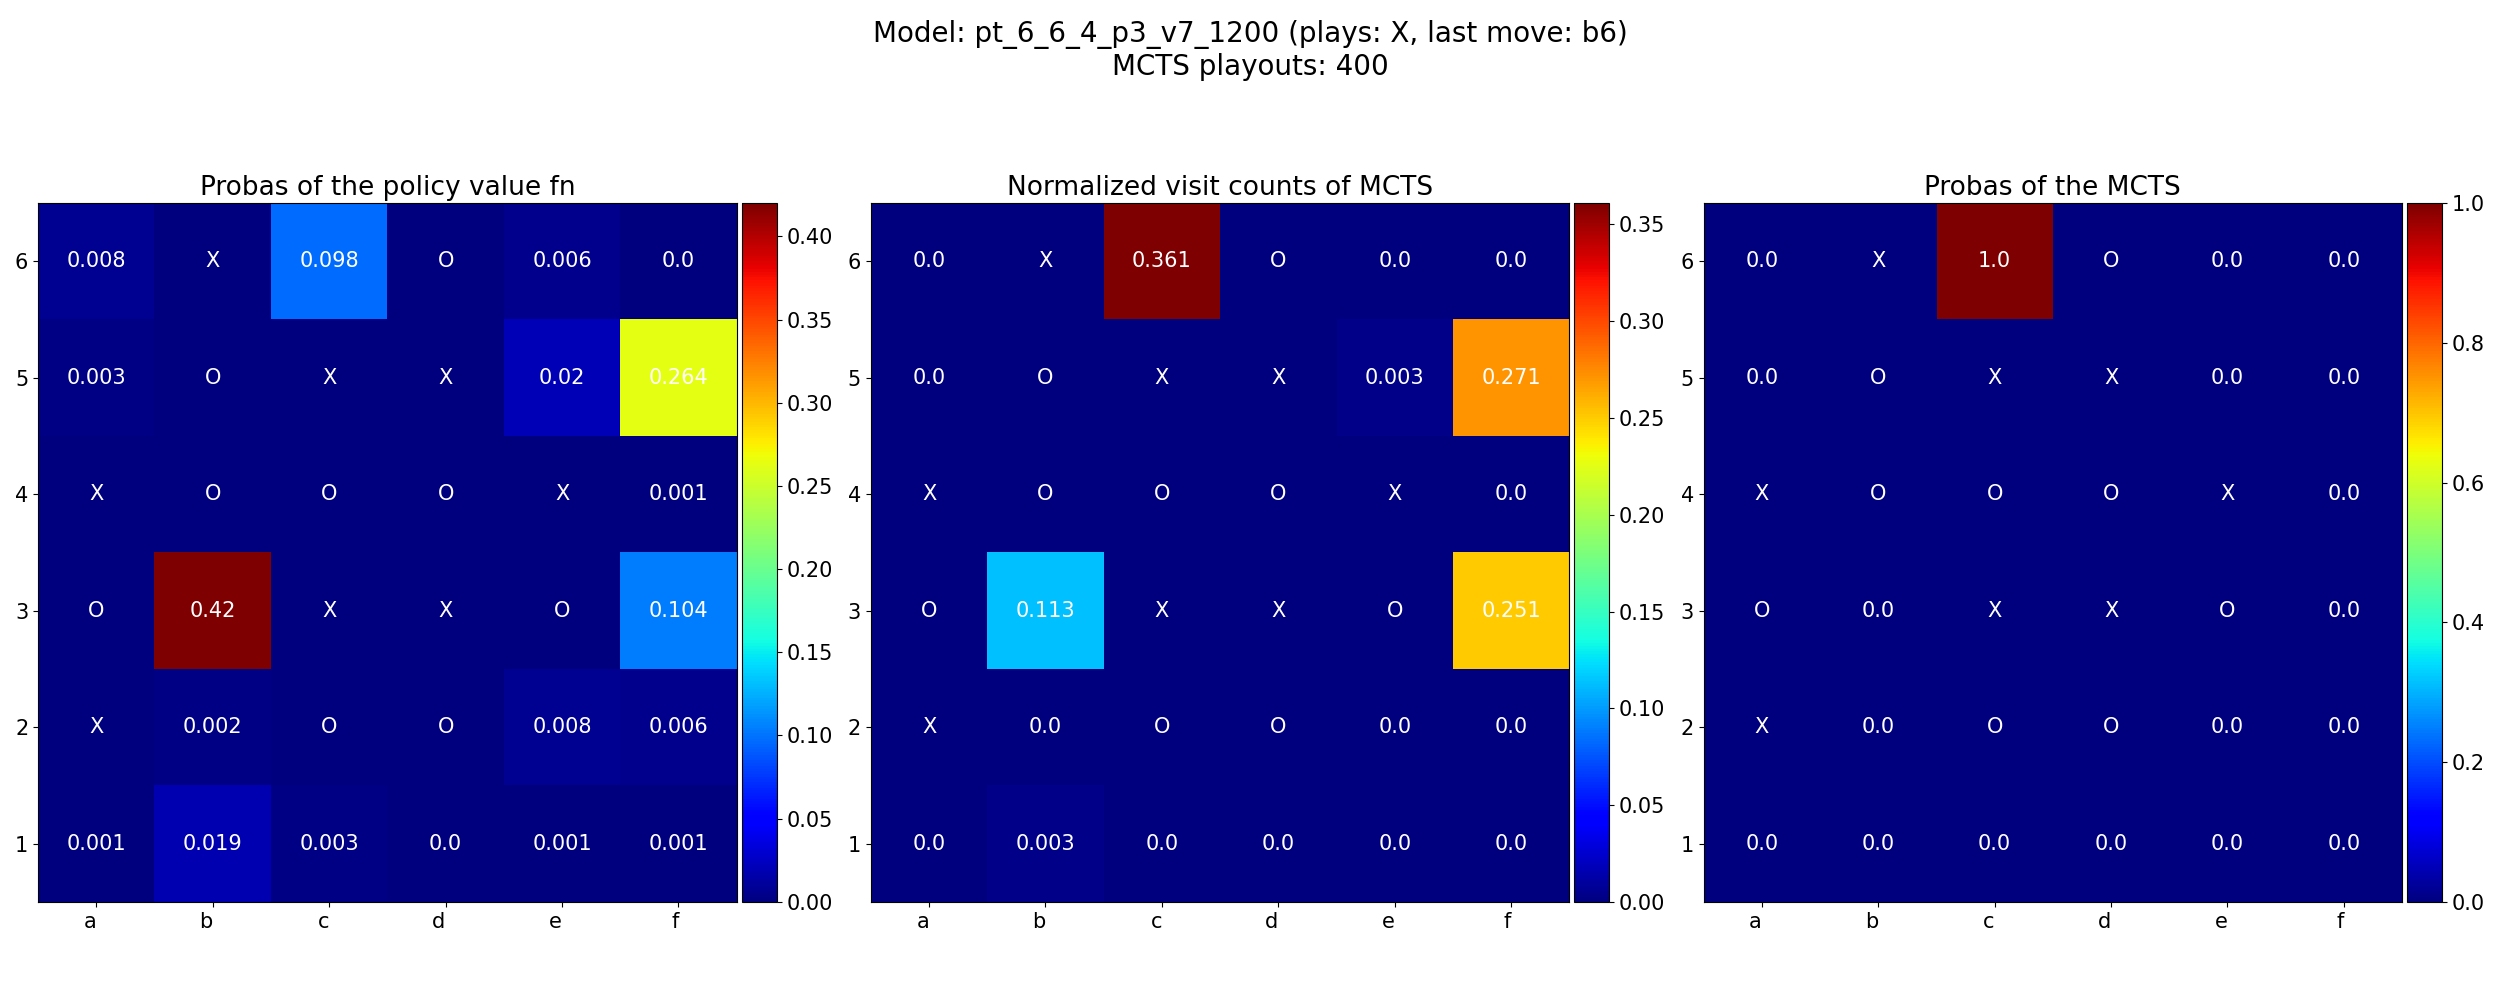 Model: pt_6_6_4_p3_v7_1200 (plays: X, last move: b6)
MCTS playouts: 400
Probas of the policy value fn
6 0.008 X 0.098 O 0.006 0.0
5 0.003 O X X 0.02 0.264
4 X O O O X 0.001
3 O 0.42 X X O 0.104
2 X 0.002 O O 0.008 0.006
1 0.001 0.019 0.003 0.0 0.001 0.001
a b c d e f
0.40
0.35
0.30
0.25
0.20
0.15
0.10
0.05
0.00
Normalized visit counts of MCTS
6 0.0 X 0.361 O 0.0 0.0
5 0.0 O X X 0.003 0.271
4 X O O O X 0.0
3 O 0.113 X X O 0.251
2 X 0.0 O O 0.0 0.0
1 0.0 0.003 0.0 0.0 0.0 0.0
a b c d e f
0.35
0.30
0.25
0.20
0.15
0.10
0.05
0.00
Probas of the MCTS
6 0.0 X 1.0 O 0.0 0.0
5 0.0 O X X 0.0 0.0
4 X O O O X 0.0
3 O 0.0 X X O 0.0
2 X 0.0 O O 0.0 0.0
1 0.0 0.0 0.0 0.0 0.0 0.0
a b c d e f
1.0
0.8
0.6
0.4
0.2
0.0